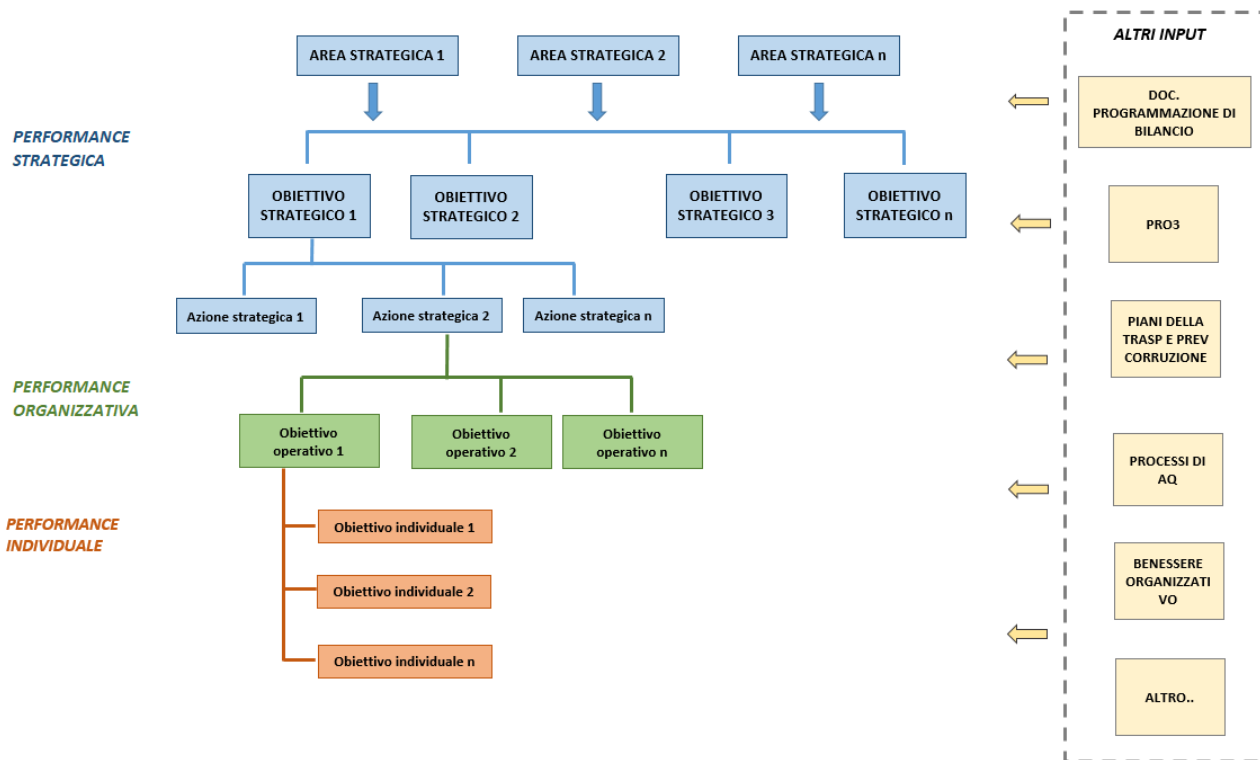 AREA STRATEGICA 1
AREA STRATEGICA 2
AREA STRATEGICA n
PERFORMANCE
STRATEGICA
OBIETTIVO
STRATEGICO 1
OBIETTIVO
STRATEGICO 2
OBIETTIVO
STRATEGICO 3
OBIETTIVO
STRATEGICO n
Azione strategica 1
Azione strategica 2
Azione strategica n
PERFORMANCE
ORGANIZZATIVA
Obiettivo
operativo 1
Obiettivo
operativo 2
Obiettivo
operativo n
PERFORMANCE
INDIVIDUALE
Obiettivo individuale 1
Obiettivo individuale 2
Obiettivo individuale n
ALTRI INPUT
DOC.
PROGRAMMAZIONE DI
BILANCIO
PRO3
PIANI DELLA
TRASP E PREV
CORRUZIONE
PROCESSI DI
AQ
BENESSERE
ORGANIZZATI
VO
ALTRO..